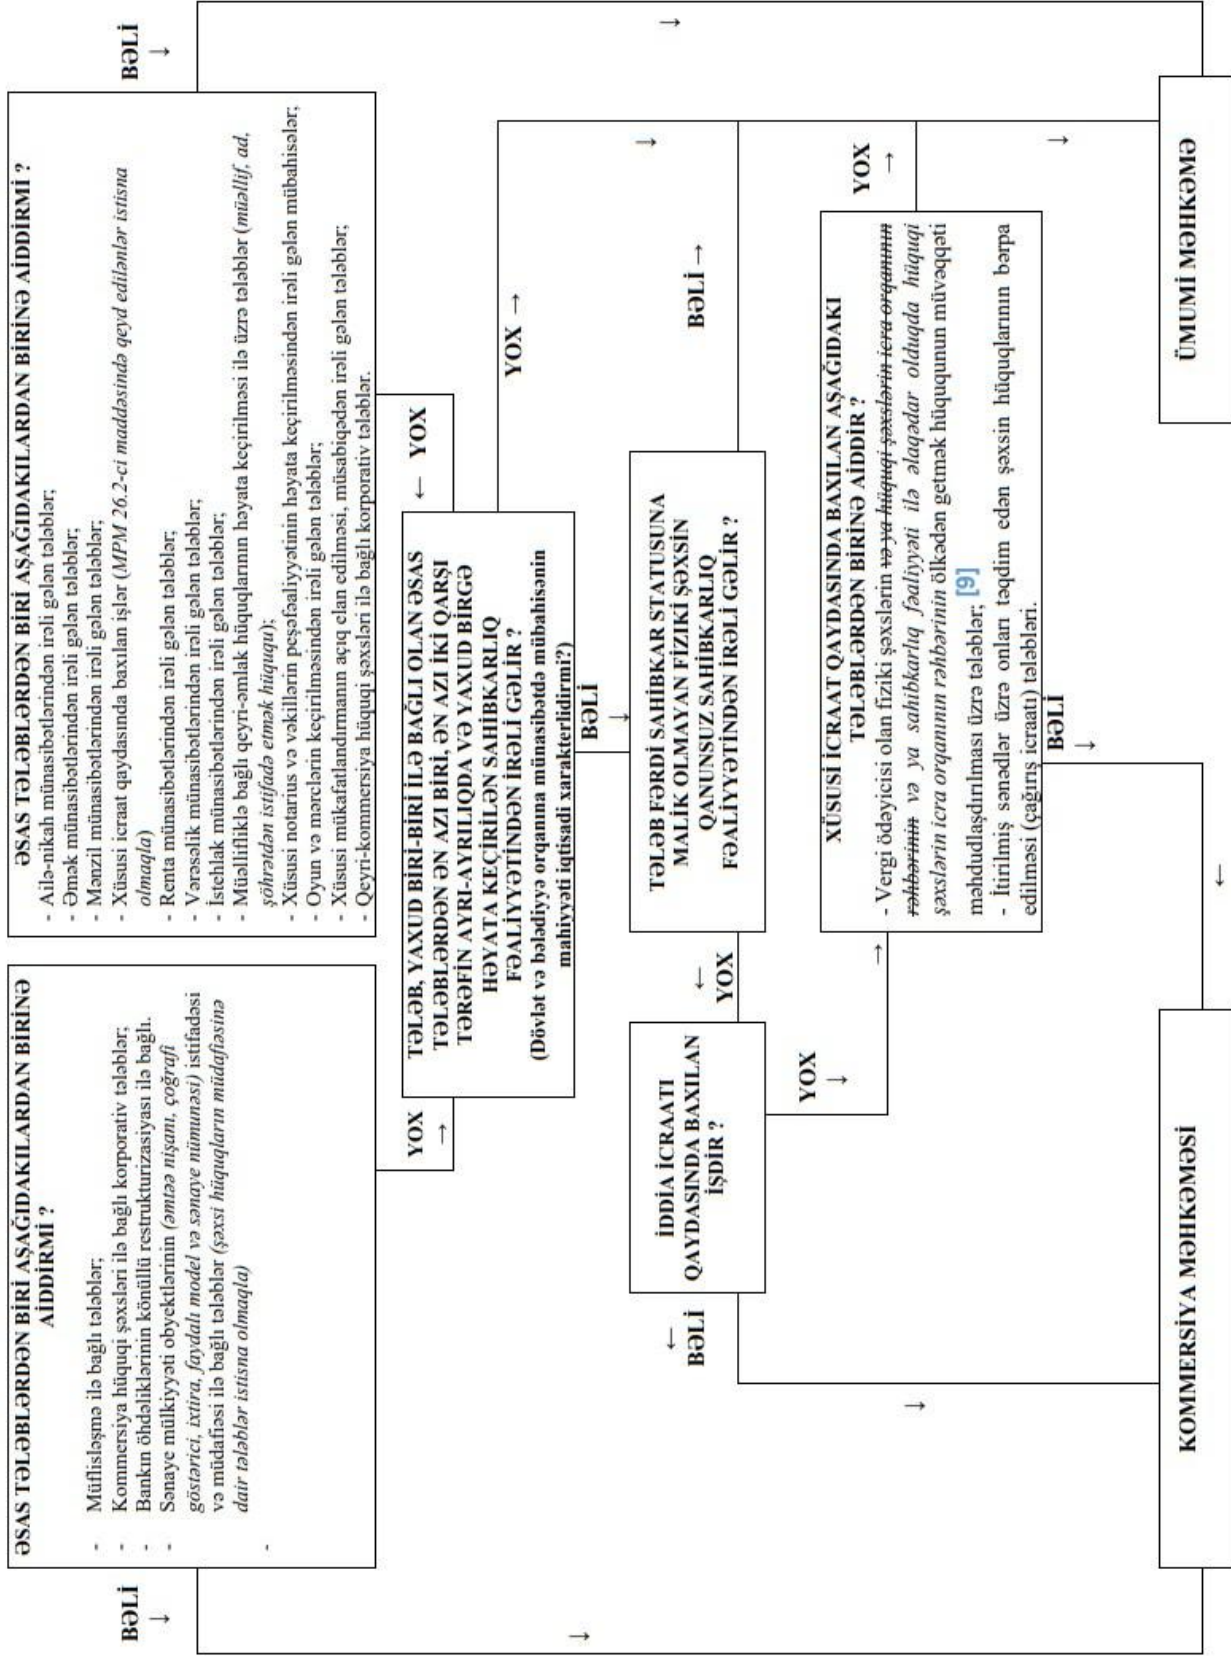 ƏSAS TƏLƏBLƏRDƏN BİRİ AŞAĞIDAKILARDAN BİRİNƏ
AİDDİRMİ ?
- Müflisləşmə ilə bağlı tələblər;
- Kommersiya hüquqi şəxsləri ilə bağlı korporativ tələblər;
- Bankın öhdəliklərinin könüllü restrukturizasiyası ilə bağlı.
- Sənaye mülkiyyəti obyektlərinin (əmtəə nişanı, çoğrafi
göstərici, ixtira, faydalı model və sənaye nümunəsi) istifadəsi
və müdafiəsi ilə bağlı tələblər (şəxsi hüquqların müdafiəsinə
dair tələblər istisna olmaqla)
-
BƏLİ
↓
ƏSAS TƏLƏBLƏRDƏN BİRİ AŞAĞIDAKILARDAN BİRİNƏ AİDDİRMİ ?
- Ailə-nikah münasibətlərindən irəli gələn tələblər;
- Əmək münasibətlərindən irəli gələn tələblər;
- Mənzil münasibətlərindən irəli gələn tələblər;
- Xüsusi icraat qaydasında baxılan işlər (MPM 26.2-ci maddəsində qeyd edilənlər istisna
olmaqla)
- Renta münasibətlərindən irəli gələn tələblər;
- Vərəsəlik münasibətlərindən irəli gələn tələblər;
- İstehlak münasibətlərindən irəli gələn tələblər;
- Müəlliflikla bağlı qeyri-əmlak hüquqlarının həyata keçirilməsi ilə üzrə tələblər (müəllif, ad,
şöhrətdən istifadə etmək hüququ);
- Xüsusi notarius və vəkillərin peşəfəaliyyətinin həyata keçirilməsindən irəli gələn mübahisələr;
- Oyun və mərclərin keçirilməsindən irəli gələn tələblər;
- Xüsusi mükafatlandırmanın açıq elan edilməsi, müsabiqədən irəli gələn tələblər;
- Qeyri-kommersiya hüquqi şəxsləri ilə bağlı korporativ tələblər.
BƏLİ
↓
YOX
→
← YOX
TƏLƏB, YAXUD BİRİ-BİRİ İLƏ BAĞLI OLAN ƏSAS
TƏLƏBLƏRDƏN ƏN AZI BİRİ, ƏN AZI İKİ QARŞI
TƏRƏFİN AYRI-AYRILIQDA VƏ YAXUD BİRGƏ
HƏYATA KEÇİRİLƏN SAHİBKARLIQ
FƏALİYYƏTİNDƏN İRƏLİ GƏLİR ?
(Dövlət və bələdiyyə orqanına münasibətdə mübahisənin
mahiyyəti iqtisadi xarakterlidirmi?)
YOX →
BƏLİ
↓
↓
↓
↓
TƏLƏB FƏRDİ SAHİBKAR STATUSUNA
MALİK OLMAYAN FİZİKİ ŞƏXSİN
QANUNSUZ SAHİBKARLIQ
FƏALİYYƏTİNDƏN İRƏLİ GƏLİR ?
BƏLİ →
←
YOX
İDDİA İCRAATI
QAYDASINDA BAXILAN
İŞDİR ?
←
BƏLİ
YOX
↓
→
XÜSUSİ İCRAAT QAYDASINDA BAXILAN AŞAĞIDAKI
TƏLƏBLƏRDƏN BİRİNƏ AİDDİR ?
- Vergi ödəyicisi olan fiziki şəxslərin və ya hüquqi şəxslərin icra orqanının
rəhbərinin və ya sahibkarlıq fəaliyyəti ilə əlaqədar olduqda hüquqi
şəxslərin icra orqanının rəhbərinin ölkədən getmək hüququnun müvəqqəti
məhdudlaşdırılması üzrə tələblər; [9]
- İtirilmiş sənədlər üzrə onları təqdim edən şəxsin hüquqlarının bərpa
edilməsi (çağırış icraatı) tələbləri.
YOX
→
BƏLİ
↓
↓
↓
KOMMERSİYA MƏHKƏMƏSİ
←
ÜMUMİ MƏHKƏMƏ